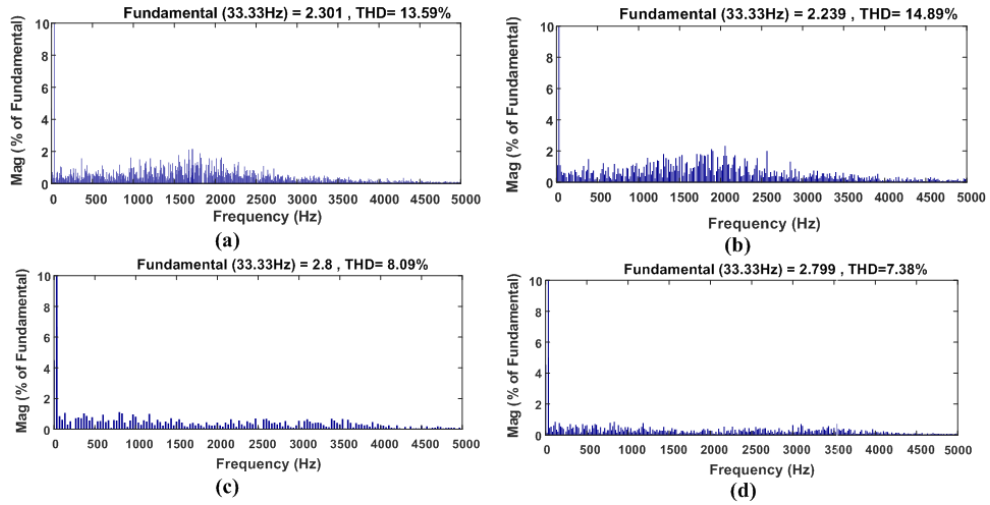 Fundamental (33.33Hz) = 2.301 , THD= 13.59%
10
8
6
4
2
0
Mag (% of Fundamental)
0 500 1000 1500 2000 2500 3000 3500 4000 4500 5000
Frequency (Hz)
(a)
Fundamental (33.33Hz) = 2.239 , THD= 14.89%
10
8
6
4
2
0
Mag (% of Fundamental)
0 500 1000 1500 2000 2500 3000 3500 4000 4500 5000
Frequency (Hz)
(b)
Fundamental (33.33Hz) = 2.8 , THD= 8.09%
10
8
6
4
2
0
Mag (% of Fundamental)
0 500 1000 1500 2000 2500 3000 3500 4000 4500 5000
Frequency (Hz)
(c)
Fundamental (33.33Hz) = 2.799 , THD=7.38%
10
8
6
4
2
0
Mag (% of Fundamental)
0 500 1000 1500 2000 2500 3000 3500 4000 4500 5000
Frequency (Hz)
(d)